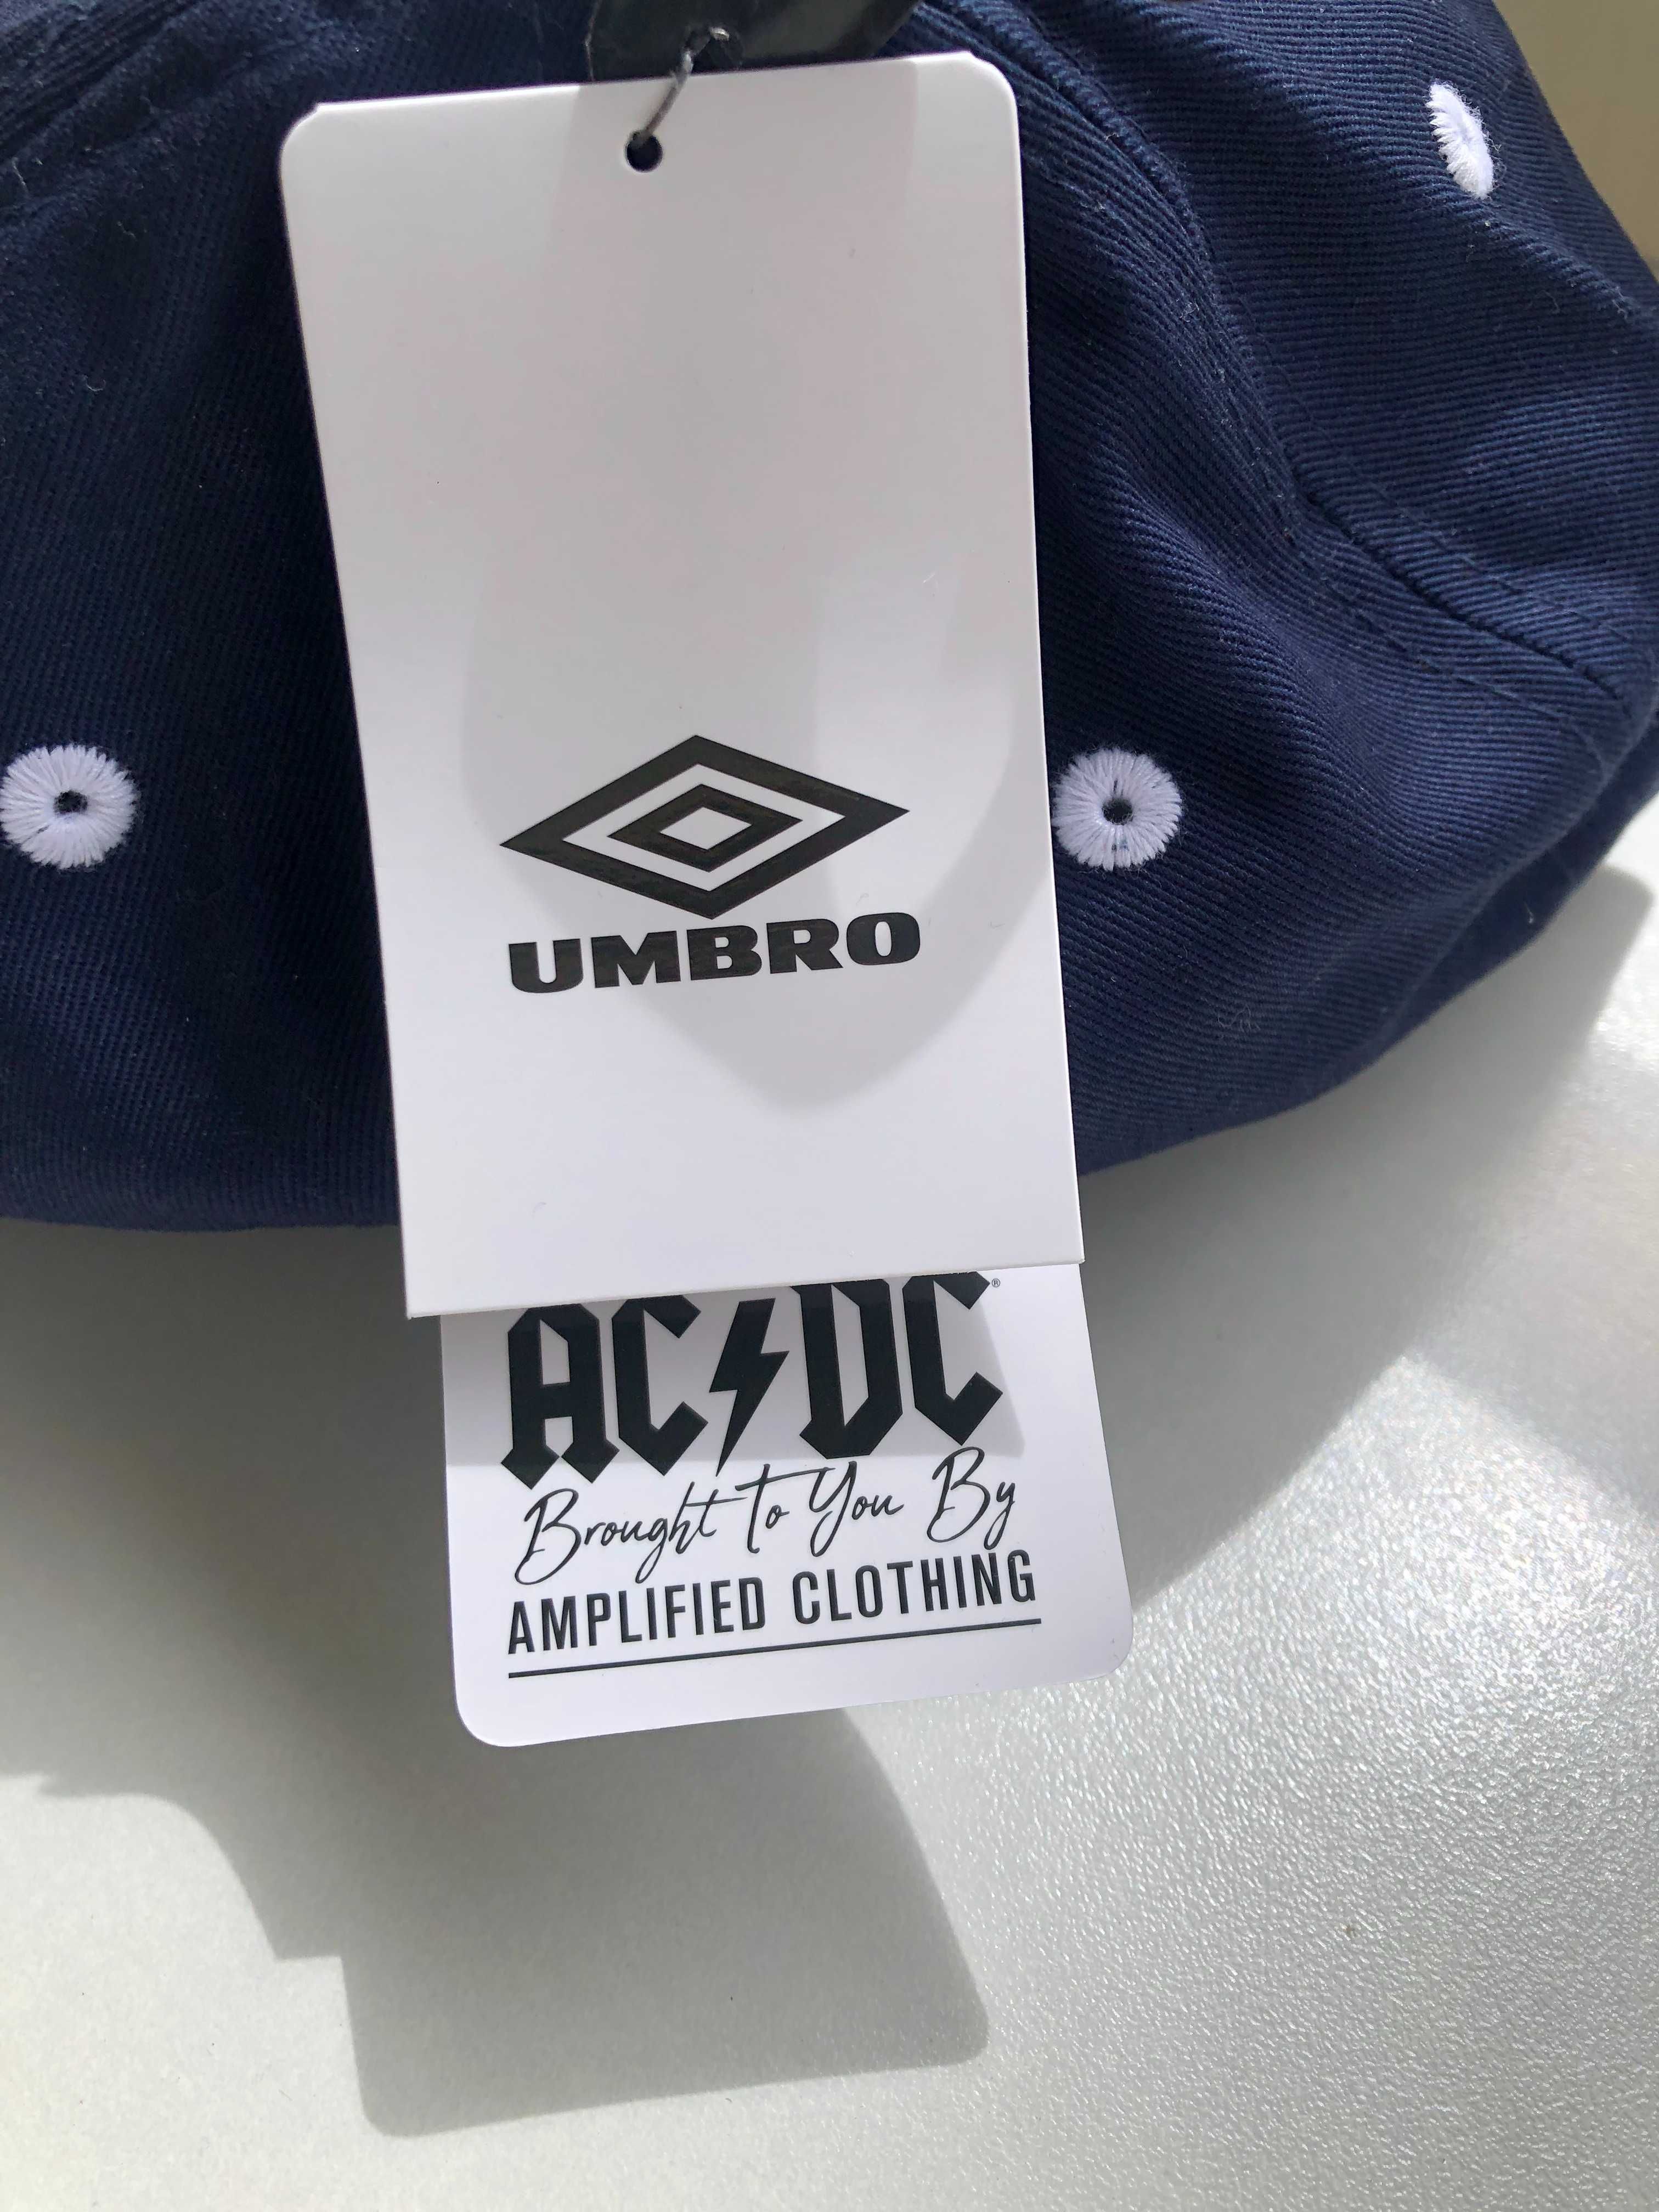 UMBRO
AC/DC®
Brought To You By
AMPLIFIED CLOTHING